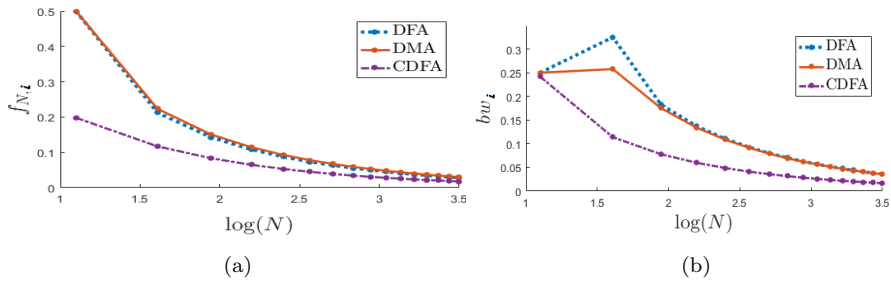 0.5
0.4
0.3
0.2
0.1
0
f_{N,i}
1 1.5 2 2.5 3 3.5
log(N)
DFA
DMA
CDFA
(a)
0.3
0.25
0.2
0.15
0.1
0.05
0
bw_i
1 1.5 2 2.5 3 3.5
log(N)
DFA
DMA
CDFA
(b)